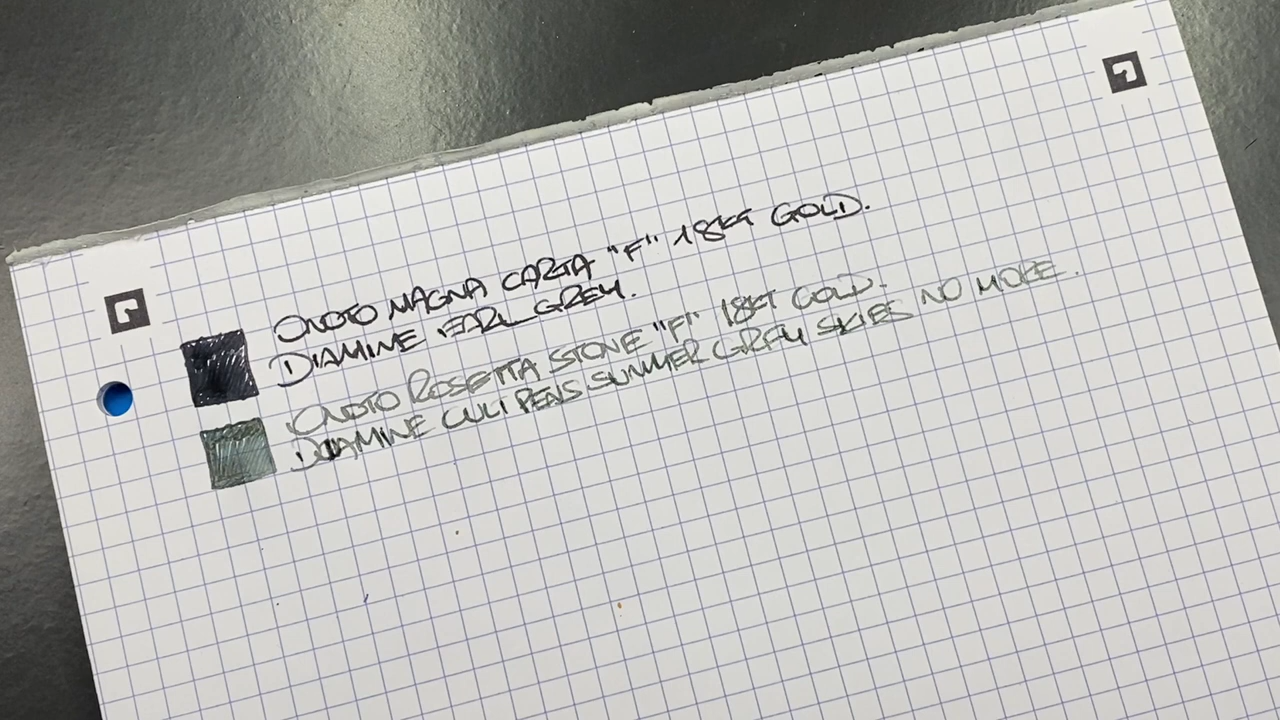 ONOTO MAGNA CARTA "F" 18KT GOLD.
DIAMINE EARL GREY.
ONOTO ROSETTA STONE "F" 18KT GOLD.
DIAMINE CULT PENS SUMMER GREY SKIES NO MORE.